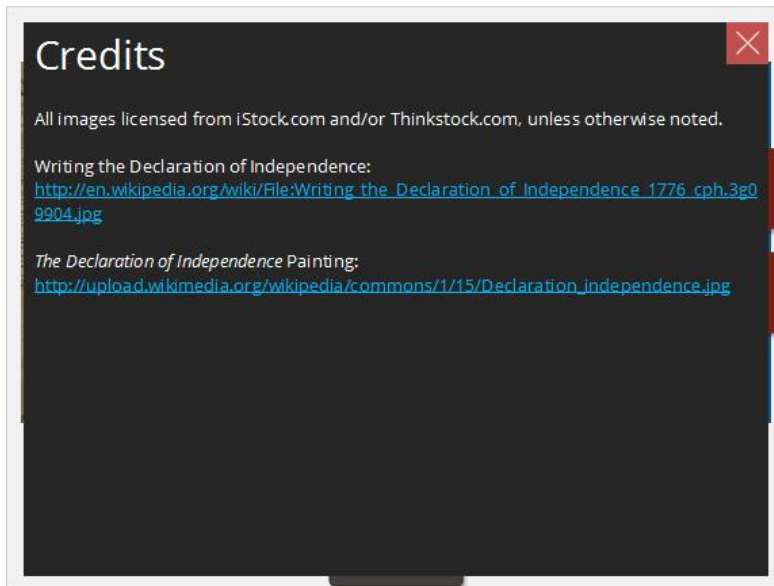 Credits
All images licensed from iStock.com and/or Thinkstock.com, unless otherwise noted.
Writing the Declaration of Independence:
http://en.wikipedia.org/wiki/File:Writing_the_Declaration_of_Independence_1776_cph.3g0
9904.jpg
The Declaration of Independence Painting:
http://upload.wikimedia.org/wikipedia/commons/1/15/Declaration_independence.jpg